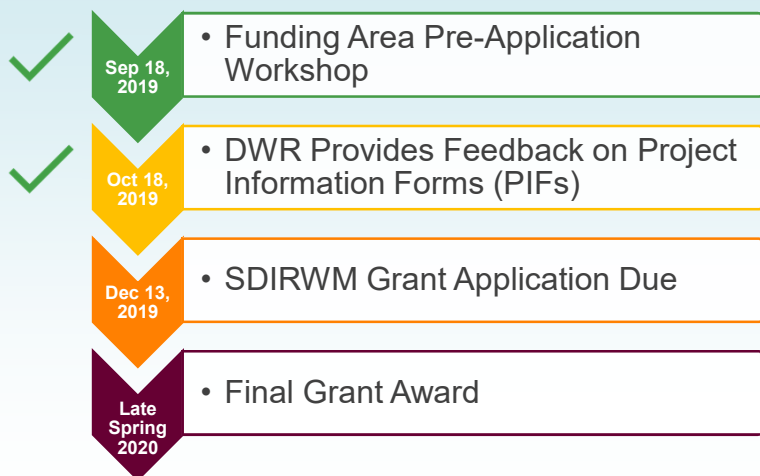 Sep 18,
2019
• Funding Area Pre-Application
Workshop
Oct 18,
2019
• DWR Provides Feedback on Project
Information Forms (PIFs)
Dec 13,
2019
• SDIRWM Grant Application Due
Late
Spring
2020
• Final Grant Award